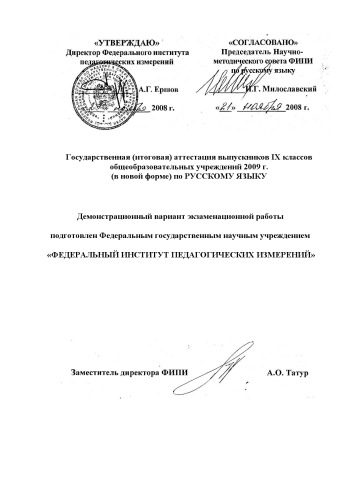 «УТВЕРЖДАЮ»
Директор Федерального института
педагогических измерений
А.Г. Ершов
2008 г.
«СОГЛАСОВАНО»
Председатель Научно-
методического совета ФИПИ
по русскому языку
И.Г. Милославский
«21» ноября 2008 г.
Государственная (итоговая) аттестация выпускников IX классов
общеобразовательных учреждений 2009 г.
(в новой форме) по РУССКОМУ ЯЗЫКУ
Демонстрационный вариант экзаменационной работы
подготовлен Федеральным государственным научным учреждением
«ФЕДЕРАЛЬНЫЙ ИНСТИТУТ ПЕДАГОГИЧЕСКИХ ИЗМЕРЕНИЙ»
Заместитель директора ФИПИ
А.О. Татур